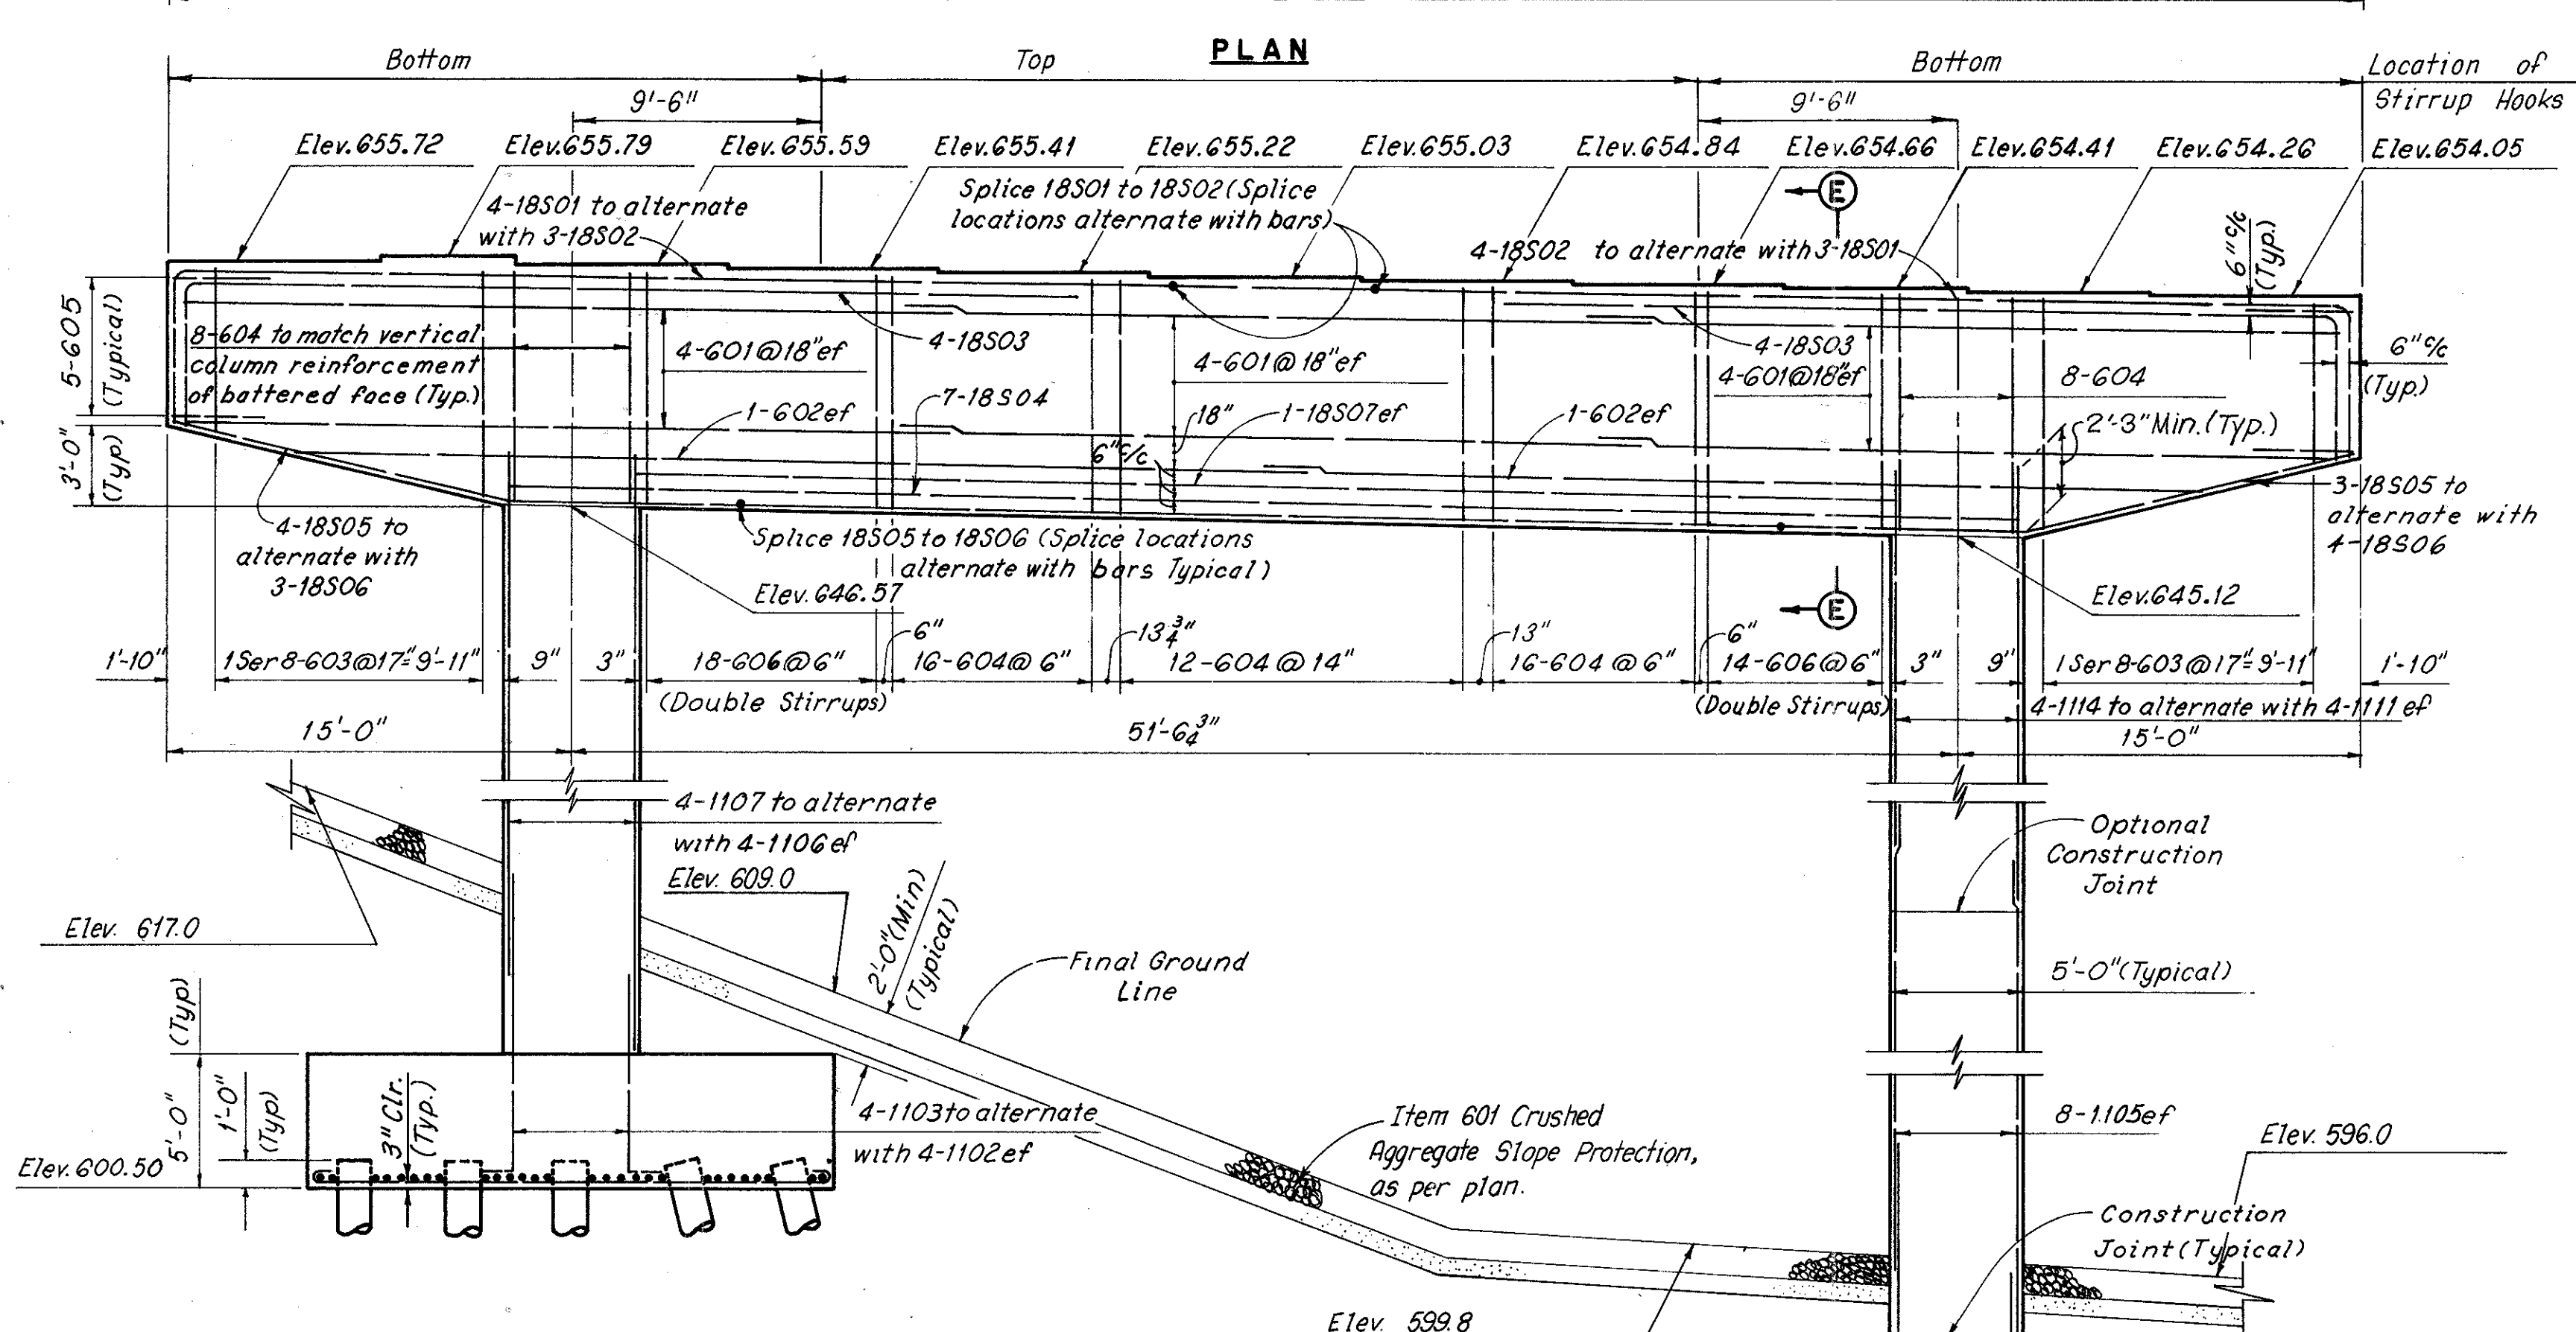 PLAN
Bottom
Top
Bottom
Location of
Stirrup Hooks
9'-6"
9'-6"
Elev.655.72
Elev.655.79
Elev.655.59
Elev.655.41
Elev.655.22
Elev.655.03
Elev.654.84
Elev.654.66
Elev.654.41
Elev.654.26
Elev.654.05
4-18S01 to alternate
with 3-18S02
Splice 18S01 to 18S02 (Splice
locations alternate with bars)
E
4-18S02 to alternate with 3-18S01
6" c/c
(Typ.)
5-605
(Typical)
8-604 to match vertical
column reinforcement
of battered face (Typ.)
4-601@18"ef
4-18S03
4-601@18"ef
4-18S03
4-601@18"ef
8-604
6" c/c
(Typ.)
1-602ef
7-18S04
18"
1-18S07ef
1-602ef
2'-3" Min.(Typ.)
6" c/c
3'-0"
(Typ)
4-18S05 to
alternate with
3-18S06
Splice 18S05 to 18S06 (Splice locations
alternate with bars Typical)
3-18S05 to
alternate with
4-18S06
Elev. 646.57
E
Elev.645.12
1'-10"
1Ser 8-603@17"=9'-11"
9"
3"
18-606@6"
(Double Stirrups)
6"
16-604@ 6"
13 3/4"
12-604 @ 14"
13"
16-604 @ 6"
6"
14-606@6"
(Double Stirrups)
3"
9"
1Ser 8-603@17"=9'-11"
1'-10"
4-1114 to alternate with 4-1111 ef
15'-0"
51'-6 3/4"
15'-0"
4-1107 to alternate
with 4-1106 ef
Elev. 609.0
Optional
Construction
Joint
Elev. 617.0
2'-0"(Min)
(Typical)
Final Ground
Line
5'-0"(Typical)
(Typ)
5'-0"
1'-0"
(Typ)
3" Clr.
(Typ.)
4-1103 to alternate
with 4-1102ef
Item 601 Crushed
Aggregate Slope Protection,
as per plan.
8-1105ef
Elev. 596.0
Elev.600.50
Construction
Joint(Typical)
Elev. 599.8